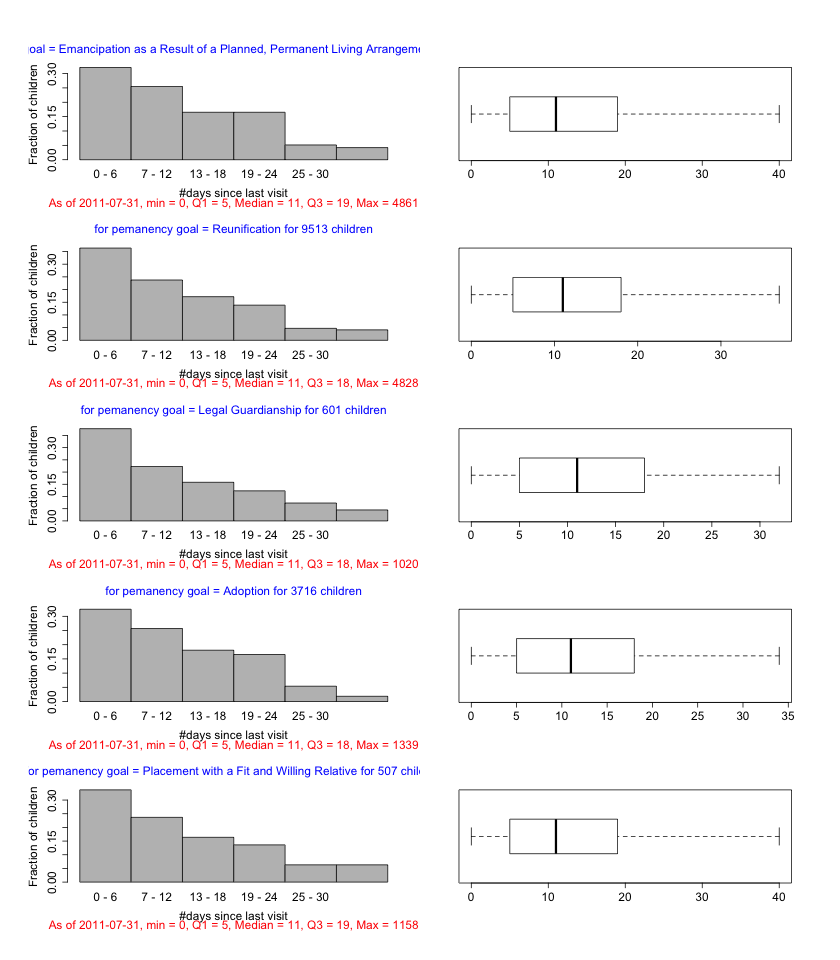 goal = Emancipation as a Result of a Planned, Permanent Living Arrangeme
Fraction of children
0.00 0.15 0.30
0 - 6 7 - 12 13 - 18 19 - 24 25 - 30
#days since last visit
As of 2011-07-31, min = 0, Q1 = 5, Median = 11, Q3 = 19, Max = 4861
0 10 20 30 40
for pemanency goal = Reunification for 9513 children
Fraction of children
0.00 0.15 0.30
0 - 6 7 - 12 13 - 18 19 - 24 25 - 30
#days since last visit
As of 2011-07-31, min = 0, Q1 = 5, Median = 11, Q3 = 18, Max = 4828
0 10 20 30
for pemanency goal = Legal Guardianship for 601 children
Fraction of children
0.00 0.15 0.30
0 - 6 7 - 12 13 - 18 19 - 24 25 - 30
#days since last visit
As of 2011-07-31, min = 0, Q1 = 5, Median = 11, Q3 = 18, Max = 1020
0 5 10 15 20 25 30
for pemanency goal = Adoption for 3716 children
Fraction of children
0.00 0.15 0.30
0 - 6 7 - 12 13 - 18 19 - 24 25 - 30
#days since last visit
As of 2011-07-31, min = 0, Q1 = 5, Median = 11, Q3 = 18, Max = 1339
0 5 10 15 20 25 30 35
or pemanency goal = Placement with a Fit and Willing Relative for 507 chil
Fraction of children
0.00 0.15 0.30
0 - 6 7 - 12 13 - 18 19 - 24 25 - 30
#days since last visit
As of 2011-07-31, min = 0, Q1 = 5, Median = 11, Q3 = 19, Max = 1158
0 10 20 30 40